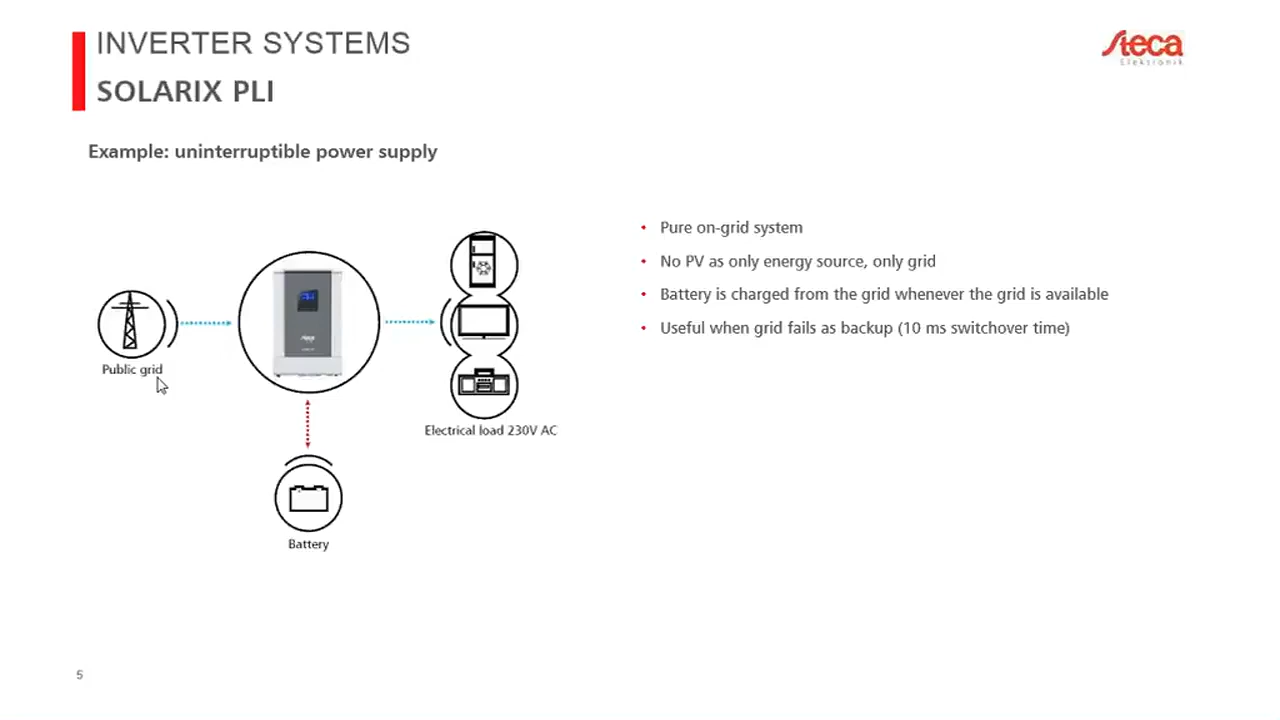 INVERTER SYSTEMS
SOLARIX PLI
Steca
Elektronik
Example: uninterruptible power supply
Public grid
Electrical load 230V AC
Battery
• Pure on-grid system
• No PV as only energy source, only grid
• Battery is charged from the grid whenever the grid is available
• Useful when grid fails as backup (10 ms switchover time)
5